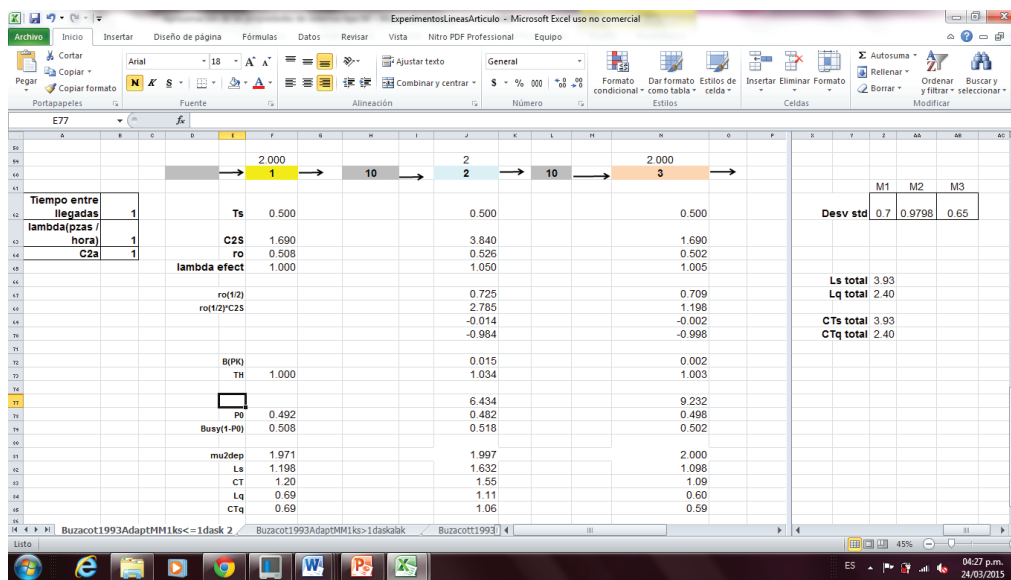 ExperimentosLineasArticulo - Microsoft Excel uso no comercial
Archivo Inicio Insertar Diseño de página Fórmulas Datos Revisar Vista Nitro PDF Professional Equipo
Pegar Cortar Copiar Copiar formato Portapapeles
Arial 18 N K S Fuente
Ajustar texto Combinar y centrar Alineación
General $ % 000 Número
Formato condicional Dar formato como tabla Estilos de celda Estilos
Insertar Eliminar Formato Celdas
Autosuma Rellenar Borrar Ordenar y filtrar Buscar y seleccionar Modificar
E77 fx
A B C D E F G H I J K L M N O P X Y Z AA AB AC
2.000 2 2.000
1 10 2 10 3
M1 M2 M3
Tiempo entre llegadas 1 Ts 0.500 0.500 0.500 Desv std 0.7 0.9798 0.65
lambda(pzas / hora) 1 C2S 1.690 3.840 1.690
C2a 1 ro 0.508 0.526 0.502
lambda efect 1.000 1.050 1.005
Ls total 3.93
ro(1/2) 0.725 0.709 Lq total 2.40
ro(1/2)*C2S 2.785 1.198
-0.014 -0.002 CTs total 3.93
-0.984 -0.998 CTq total 2.40
B(PK) 0.015 0.002
TH 1.000 1.034 1.003
77 6.434 9.232
P0 0.492 0.482 0.498
Busy(1-P0) 0.508 0.518 0.502
mu2dep 1.971 1.997 2.000
Ls 1.198 1.632 1.098
CT 1.20 1.55 1.09
Lq 0.69 1.11 0.60
CTq 0.69 1.06 0.59
Buzacot1993AdaptMM1ks<=1dask 2 Buzacot1993AdaptMM1ks>1daskalak Buzacott1993
Listo 45%
ES 04:27 p.m.
24/03/2015